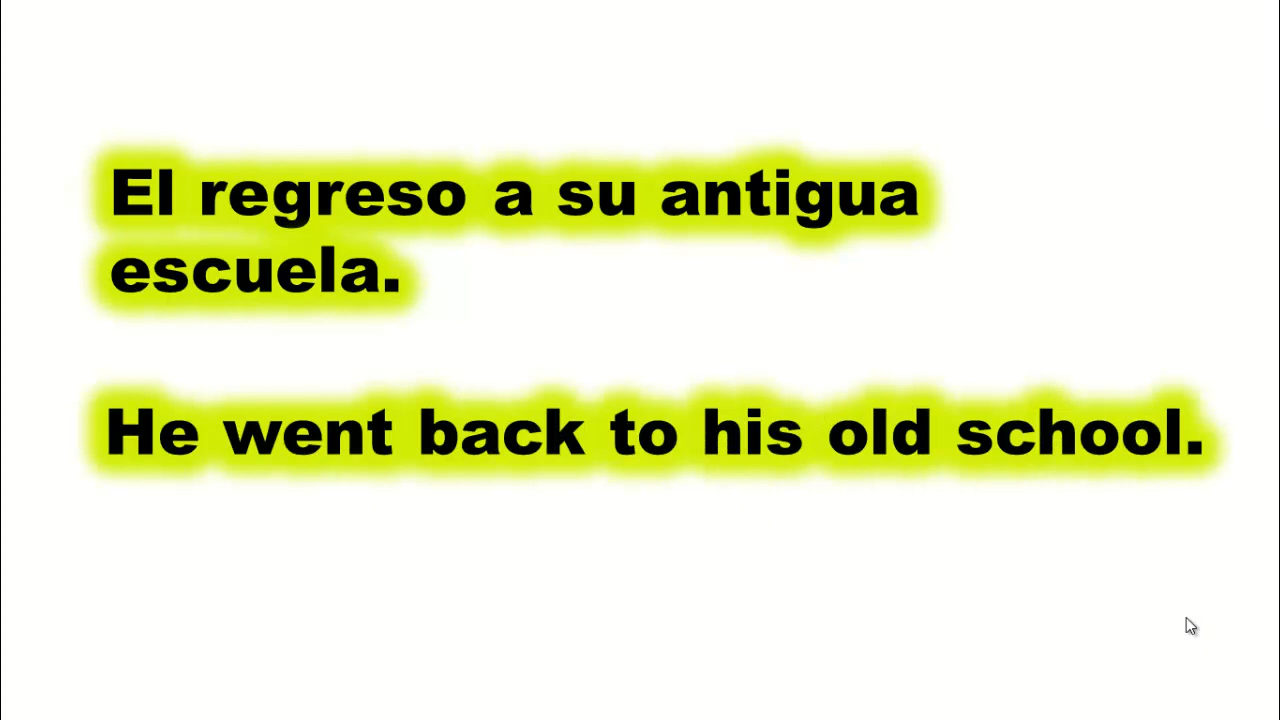 El regreso a su antigua
escuela.
He went back to his old school.